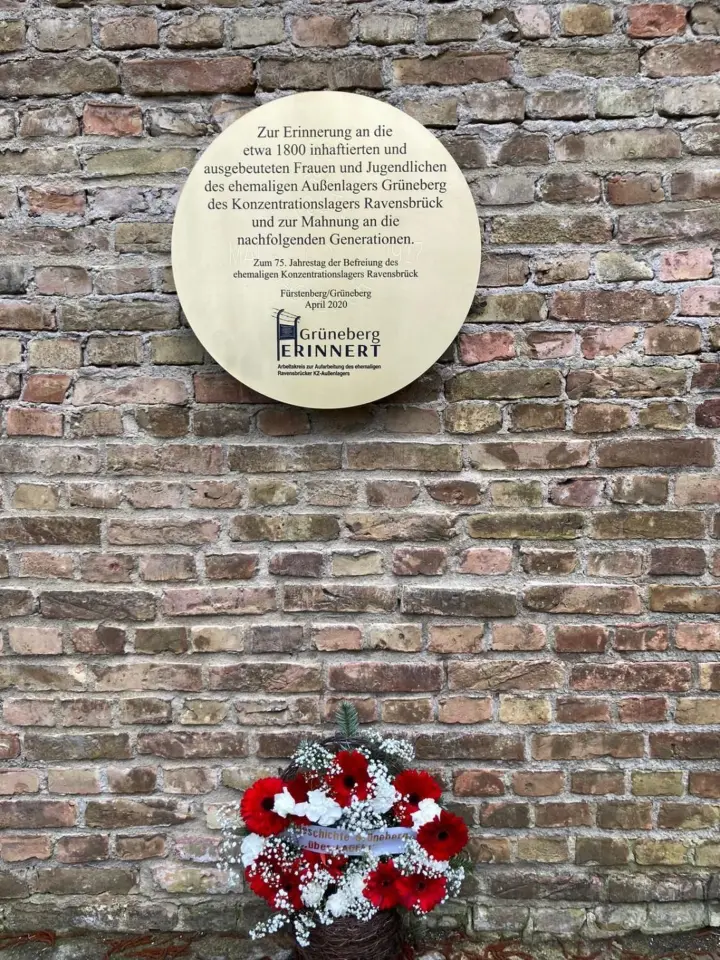 Zur Erinnerung an die
etwa 1800 inhaftierten und
ausgebeuteten Frauen und Jugendlichen
des ehemaligen Außenlagers Grüneberg
des Konzentrationslagers Ravensbrück
und zur Mahnung an die
nachfolgenden Generationen.
Zum 75. Jahrestag der Befreiung des
ehemaligen Konzentrationslagers Ravensbrück
Fürstenberg/Grüneberg
April 2020
Grüneberg
ERINNERT
Arbeitskreis zur Aufarbeitung des ehemaligen
Ravensbrücker KZ-Außenlagers